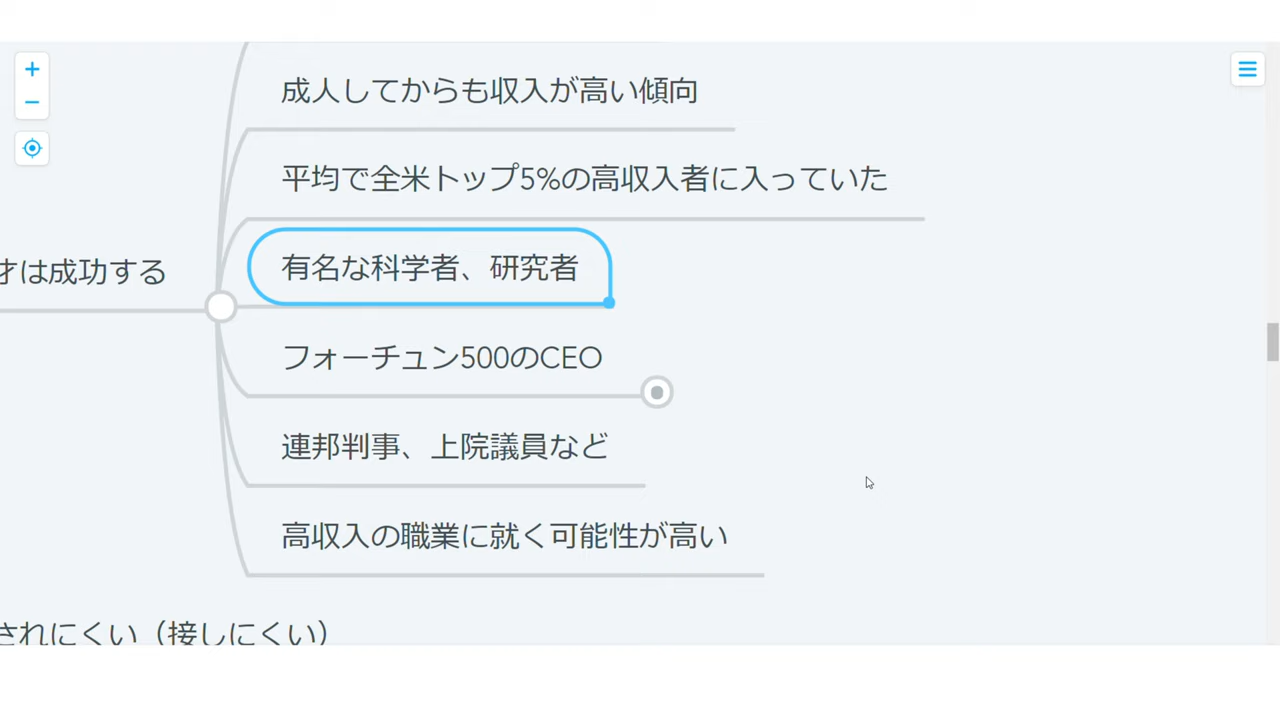 成人してからも収入が高い傾向
平均で全米トップ5%の高収入者に入っていた
才は成功する
有名な科学者、研究者
フォーチュン500のCEO
連邦判事、上院議員など
高収入の職業に就く可能性が高い
されにくい（接しにくい）